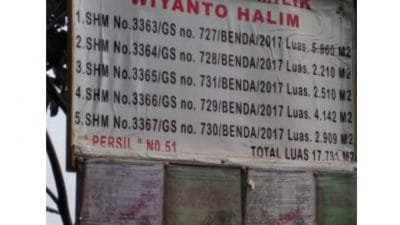 WIYANTO HALIM
1.SHM No.3363/GS no. 727/BENDA/2017 Luas. 5.960 M2
2.SHM No.3364/GS no. 728/BENDA/2017 Luas. 2.210 M2
3.SHM No.3365/GS no. 731/BENDA/2017 Luas. 2.510 M2
4.SHM No.3366/GS no. 729/BENDA/2017 Luas. 4.142 M2
5.SHM No.3367/GS no. 730/BENDA/2017 Luas. 2.909 M2
" PERSIL " NO.51 TOTAL LUAS 17.731 M2